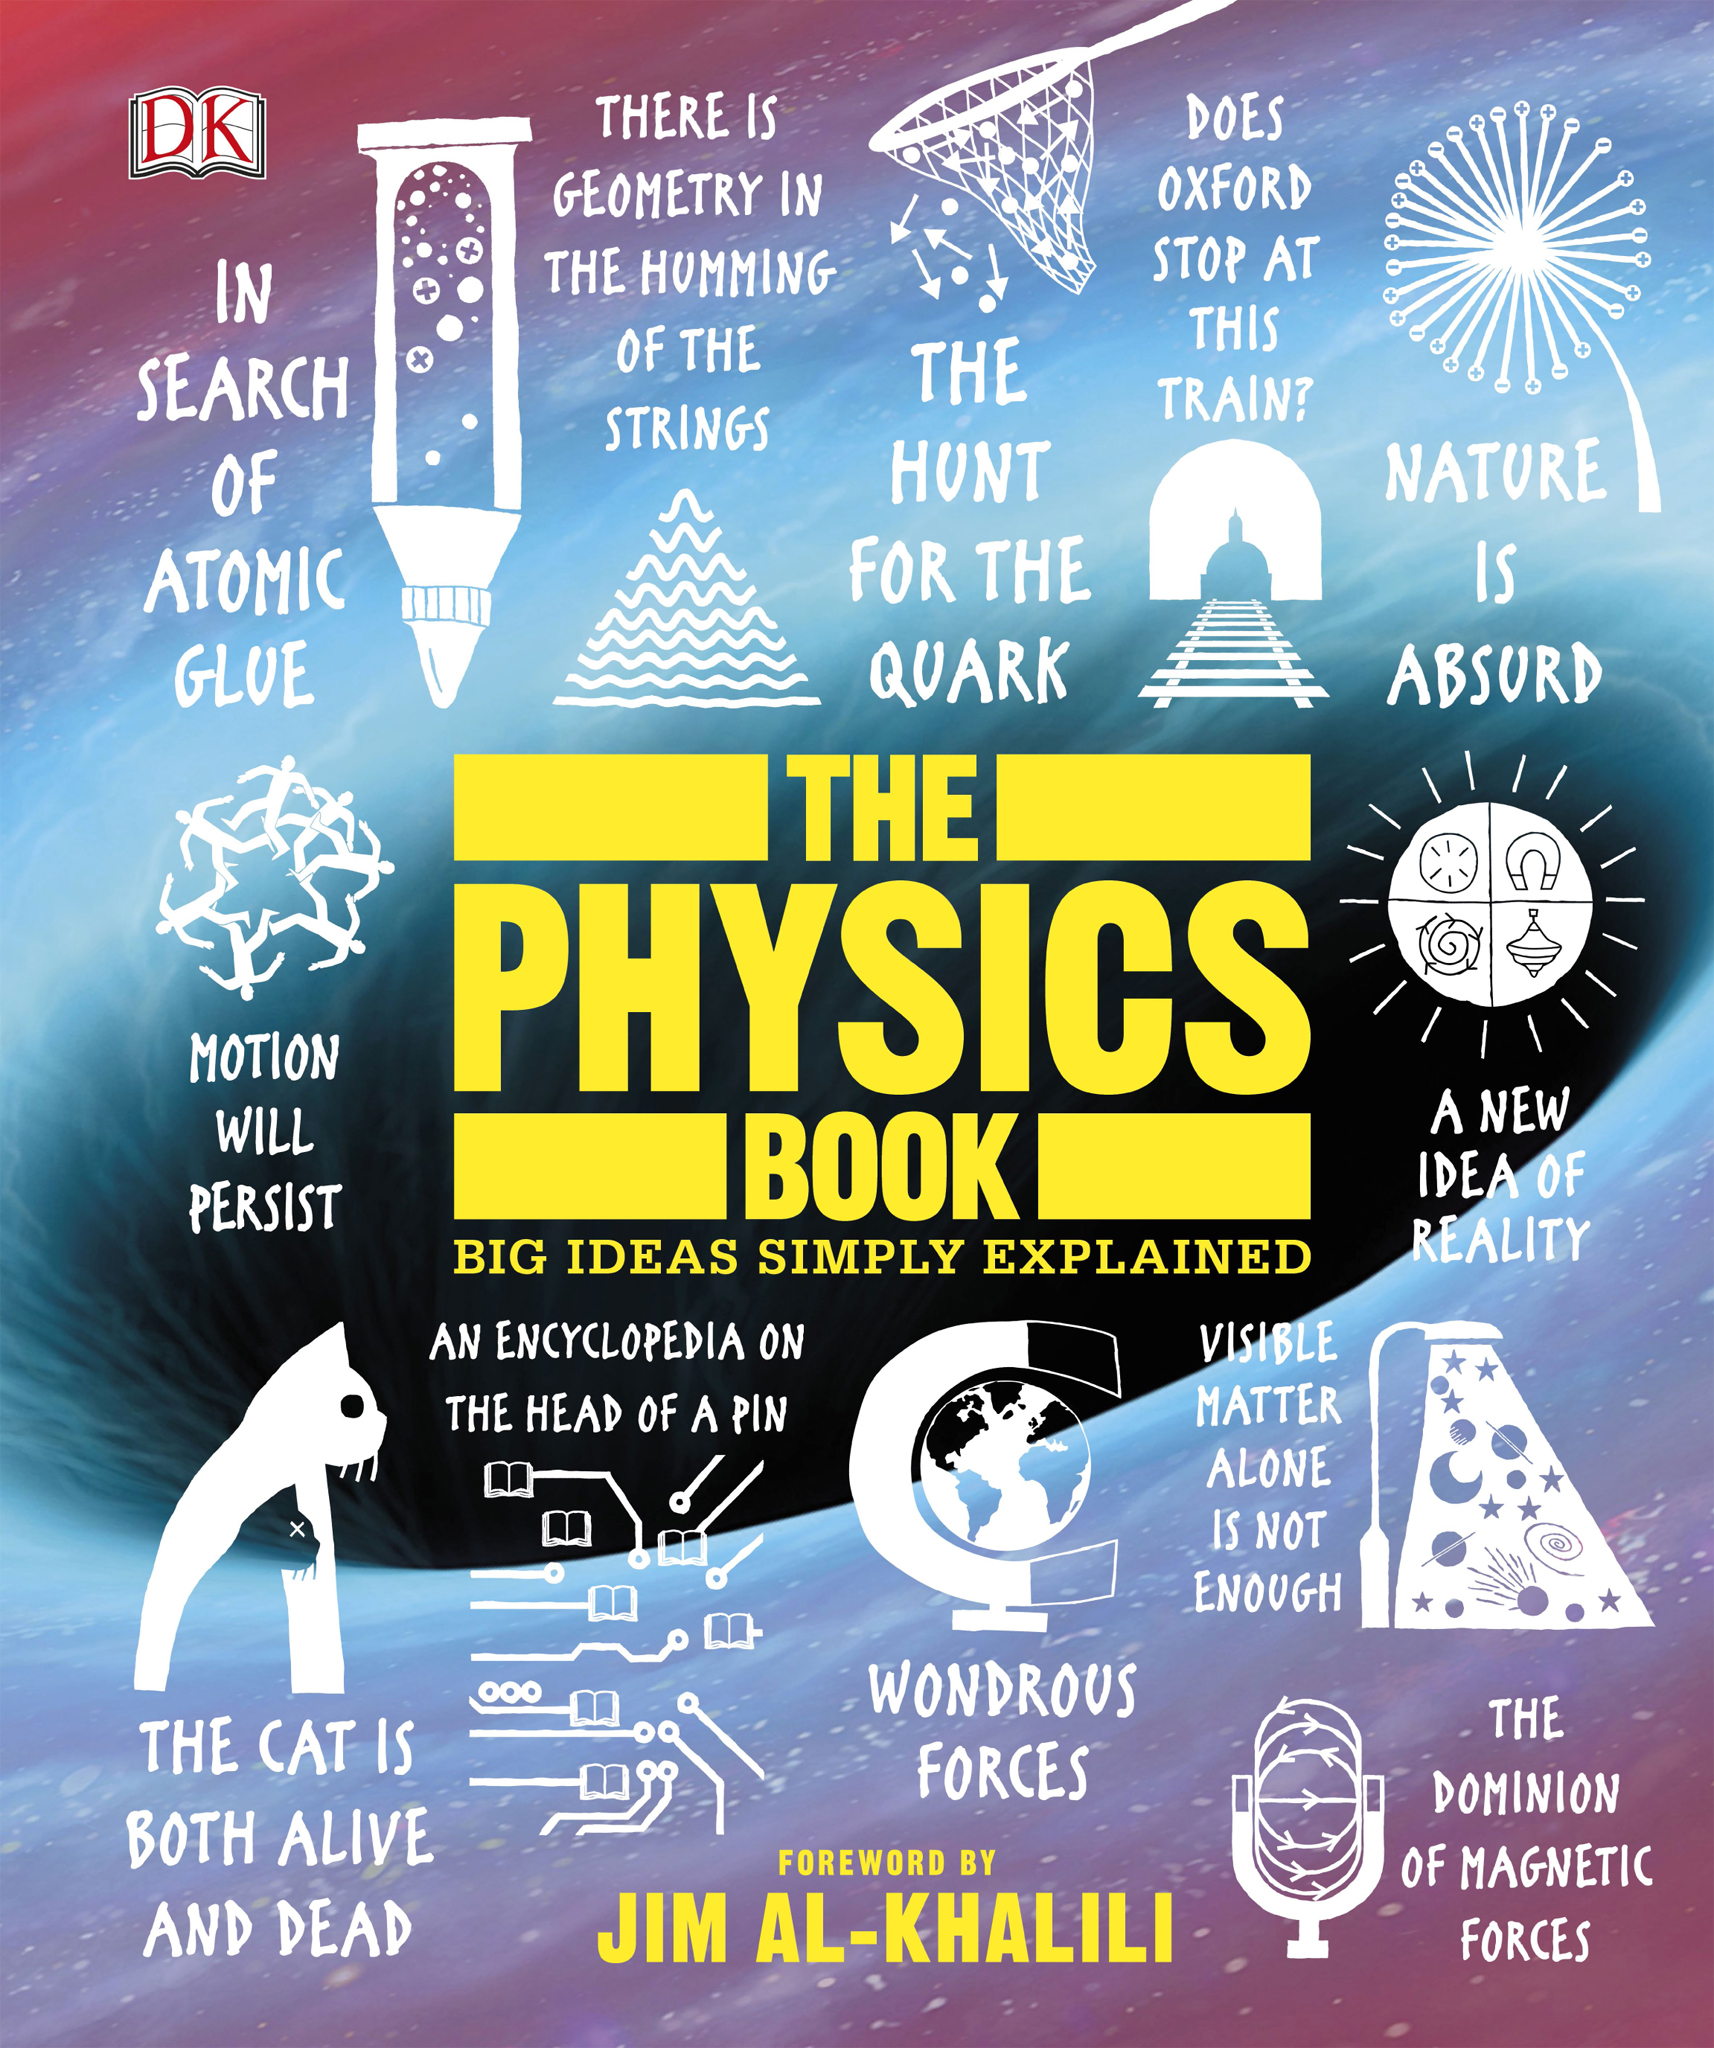 DK
IN
SEARCH
OF
ATOMIC
GLUE
THERE IS
GEOMETRY IN
THE HUMMING
OF THE
STRINGS
THE
HUNT
FOR THE
QUARK
DOES
OXFORD
STOP AT
THIS
TRAIN?
NATURE
IS
ABSURD
MOTION
WILL
PERSIST
THE
PHYSICS
BOOK
BIG IDEAS SIMPLY EXPLAINED
A NEW
IDEA OF
REALITY
THE CAT IS
BOTH ALIVE
AND DEAD
AN ENCYCLOPEDIA ON
THE HEAD OF A PIN
WONDROUS
FORCES
VISIBLE
MATTER
ALONE
IS NOT
ENOUGH
THE
DOMINION
OF MAGNETIC
FORCES
FOREWORD BY
JIM AL-KHALILI